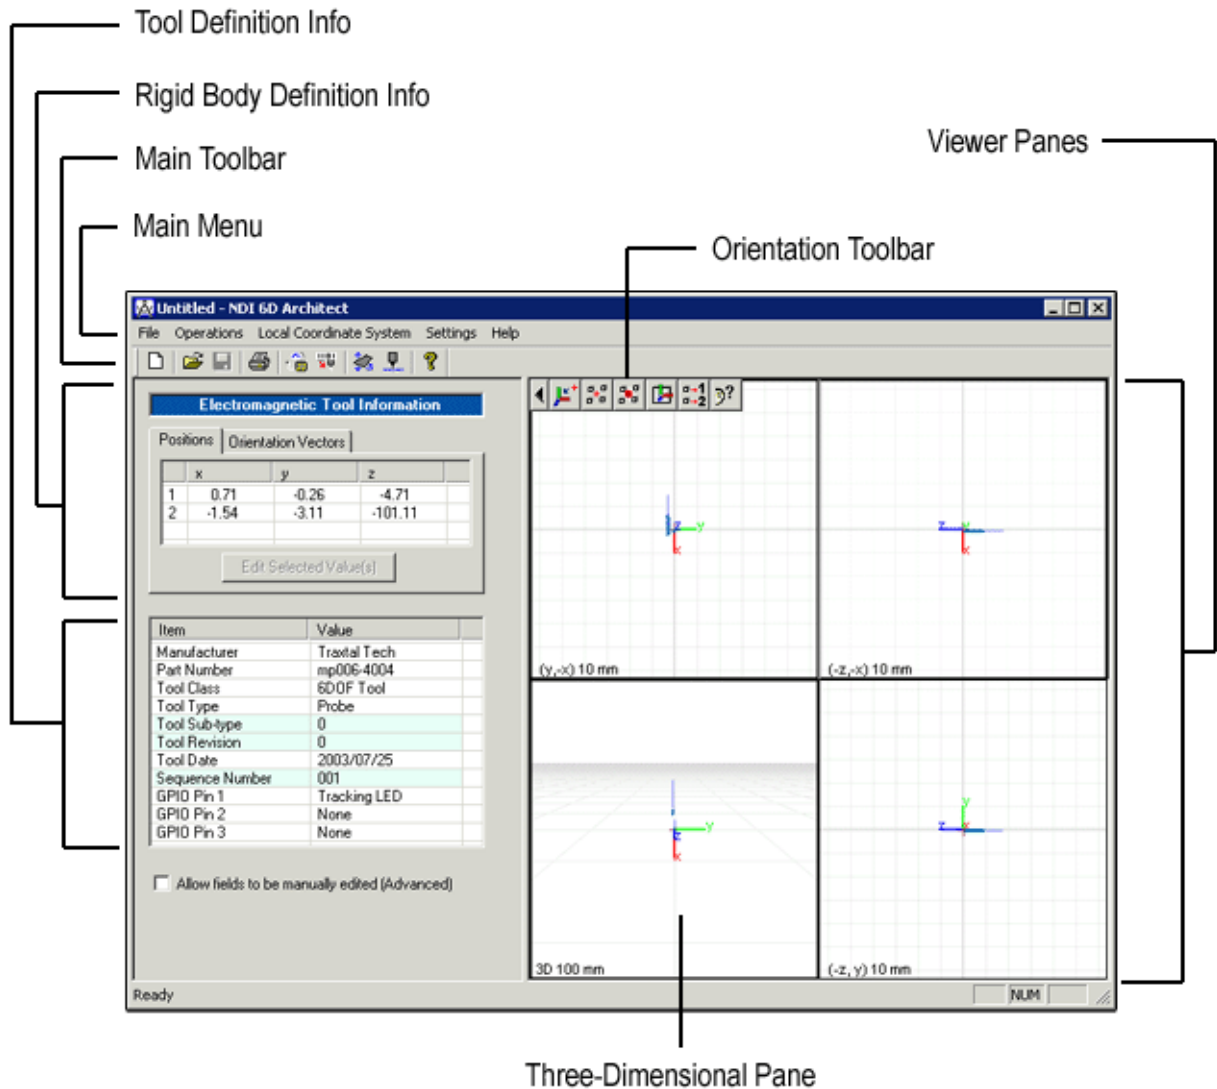 Tool Definition Info
Rigid Body Definition Info
Main Toolbar
Main Menu
Viewer Panes
Orientation Toolbar
Untitled - NDI 6D Architect
File Operations Local Coordinate System Settings Help
Electromagnetic Tool Information
Positions Orientation Vectors
x y z
1 0.71 -0.26 -4.71
2 -1.54 -3.11 -101.11
Edit Selected Value(s)
Item Value
Manufacturer Traxtal Tech
Part Number mp006-4004
Tool Class 6DOF Tool
Tool Type Probe
Tool Sub-type 0
Tool Revision 0
Tool Date 2003/07/25
Sequence Number 001
GPIO Pin 1 Tracking LED
GPIO Pin 2 None
GPIO Pin 3 None
Allow fields to be manually edited (Advanced)
1
2
?
z y
x
(y,-x) 10 mm
z y
x
(-z,-x) 10 mm
y
z
x
3D 100 mm
y
z x
(-z, y) 10 mm
Ready
NUM
Three-Dimensional Pane